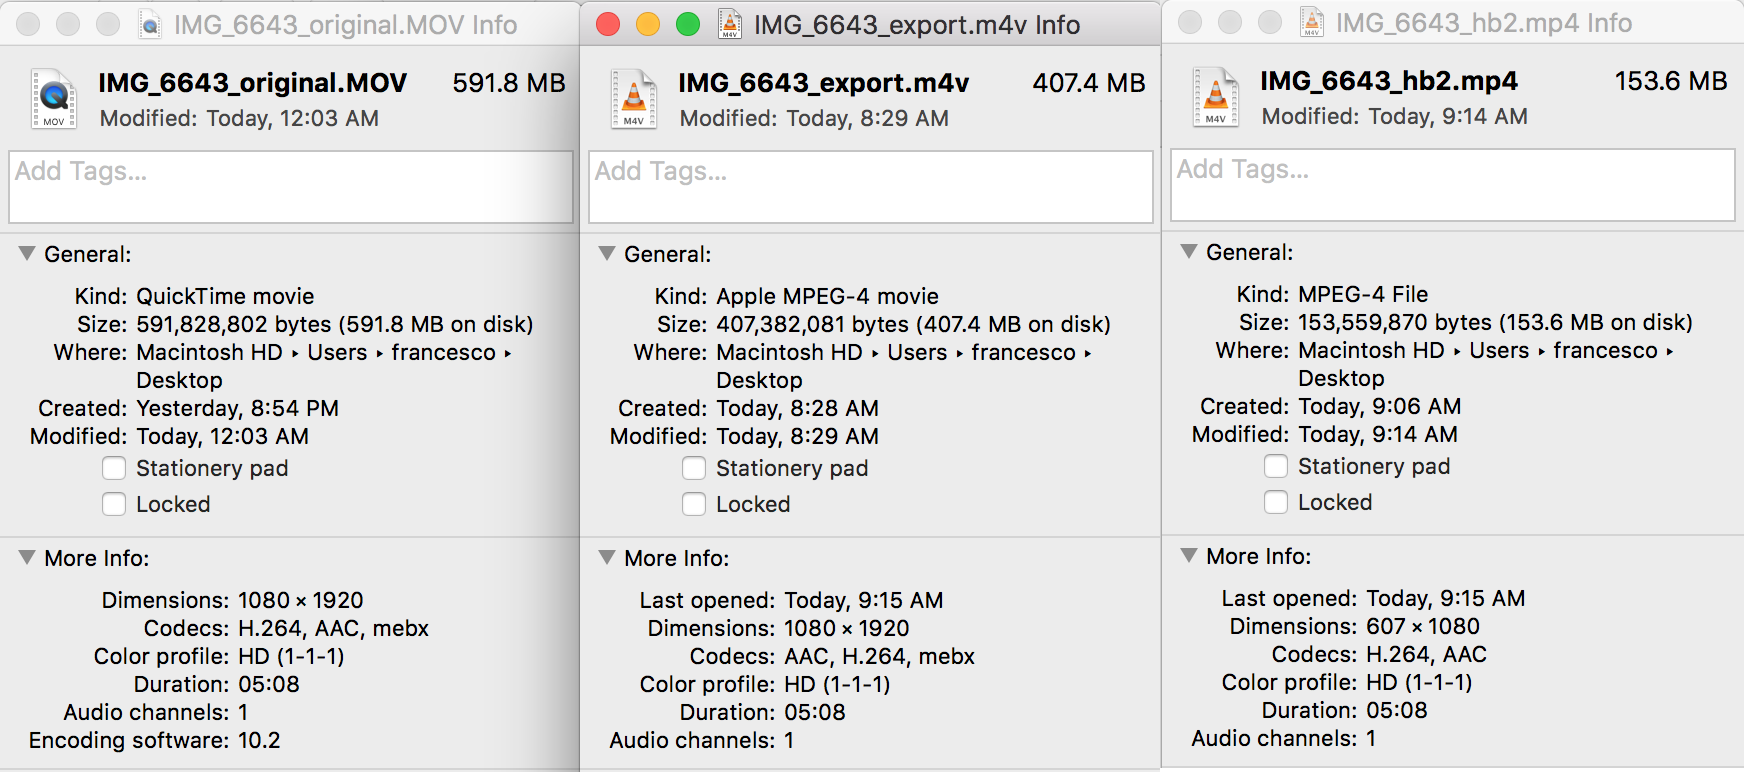 IMG_6643_original.MOV Info
IMG_6643_original.MOV 591.8 MB
Modified: Today, 12:03 AM
MOV
Add Tags...
General:
Kind: QuickTime movie
Size: 591,828,802 bytes (591.8 MB on disk)
Where: Macintosh HD ▸ Users ▸ francesco ▸
Desktop
Created: Yesterday, 8:54 PM
Modified: Today, 12:03 AM
Stationery pad
Locked
More Info:
Dimensions: 1080 × 1920
Codecs: H.264, AAC, mebx
Color profile: HD (1-1-1)
Duration: 05:08
Audio channels: 1
Encoding software: 10.2
M4V
IMG_6643_export.m4v Info
IMG_6643_export.m4v 407.4 MB
Modified: Today, 8:29 AM
M4V
Add Tags...
General:
Kind: Apple MPEG-4 movie
Size: 407,382,081 bytes (407.4 MB on disk)
Where: Macintosh HD ▸ Users ▸ francesco ▸
Desktop
Created: Today, 8:28 AM
Modified: Today, 8:29 AM
Stationery pad
Locked
More Info:
Last opened: Today, 9:15 AM
Dimensions: 1080 × 1920
Codecs: AAC, H.264, mebx
Color profile: HD (1-1-1)
Duration: 05:08
Audio channels: 1
M4V
IMG_6643_hb2.mp4 Info
IMG_6643_hb2.mp4 153.6 MB
Modified: Today, 9:14 AM
M4V
Add Tags...
General:
Kind: MPEG-4 File
Size: 153,559,870 bytes (153.6 MB on disk)
Where: Macintosh HD ▸ Users ▸ francesco ▸
Desktop
Created: Today, 9:06 AM
Modified: Today, 9:14 AM
Stationery pad
Locked
More Info:
Last opened: Today, 9:15 AM
Dimensions: 607 × 1080
Codecs: H.264, AAC
Color profile: HD (1-1-1)
Duration: 05:08
Audio channels: 1